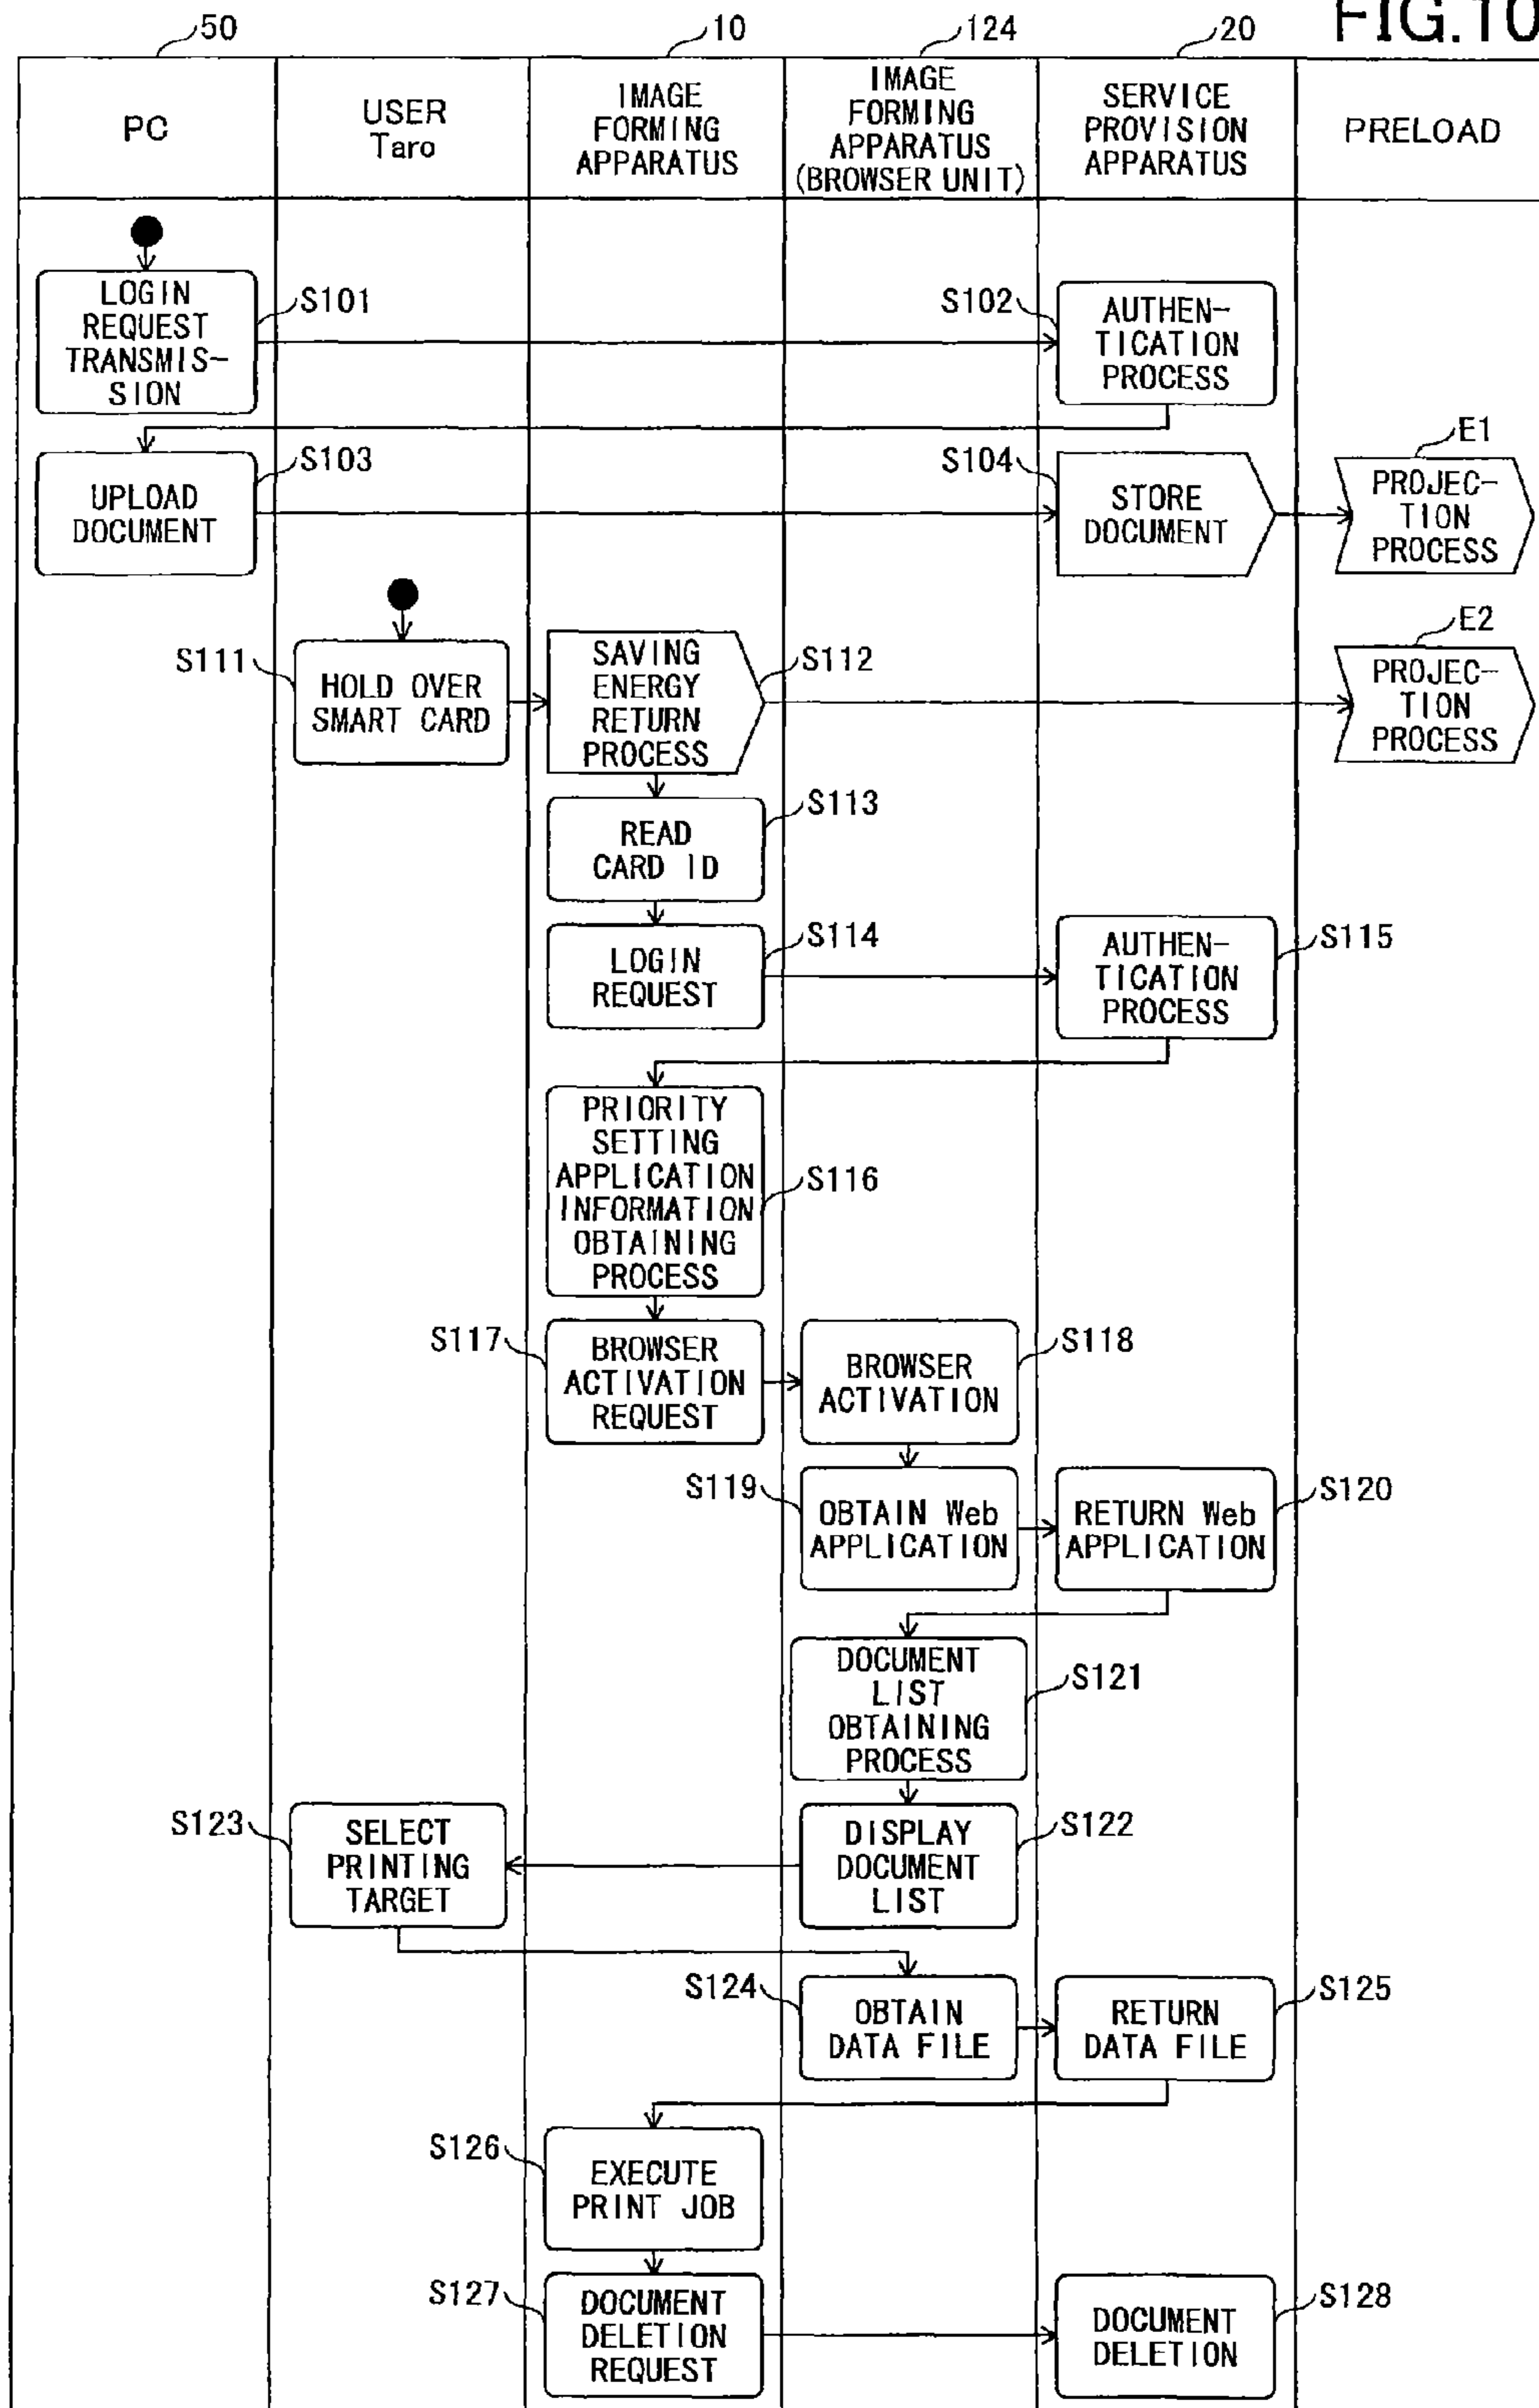 FIG.10
50
10
124
20
PC
USER
Taro
IMAGE
FORMING
APPARATUS
IMAGE
FORMING
APPARATUS
(BROWSER UNIT)
SERVICE
PROVISION
APPARATUS
PRELOAD
LOGIN
REQUEST
TRANSMIS-
SION
S101
S102
AUTHEN-
TICATION
PROCESS
UPLOAD
DOCUMENT
S103
S104
STORE
DOCUMENT
E1
PROJEC-
TION
PROCESS
S111
HOLD OVER
SMART CARD
SAVING
ENERGY
RETURN
PROCESS
S112
E2
PROJEC-
TION
PROCESS
READ
CARD ID
S113
LOGIN
REQUEST
S114
AUTHEN-
TICATION
PROCESS
S115
PRIORITY
SETTING
APPLICATION
INFORMATION
OBTAINING
PROCESS
S116
S117
BROWSER
ACTIVATION
REQUEST
BROWSER
ACTIVATION
S118
S119
OBTAIN Web
APPLICATION
RETURN Web
APPLICATION
S120
DOCUMENT
LIST
OBTAINING
PROCESS
S121
S123
SELECT
PRINTING
TARGET
DISPLAY
DOCUMENT
LIST
S122
S124
OBTAIN
DATA FILE
RETURN
DATA FILE
S125
S126
EXECUTE
PRINT JOB
S127
DOCUMENT
DELETION
REQUEST
DOCUMENT
DELETION
S128